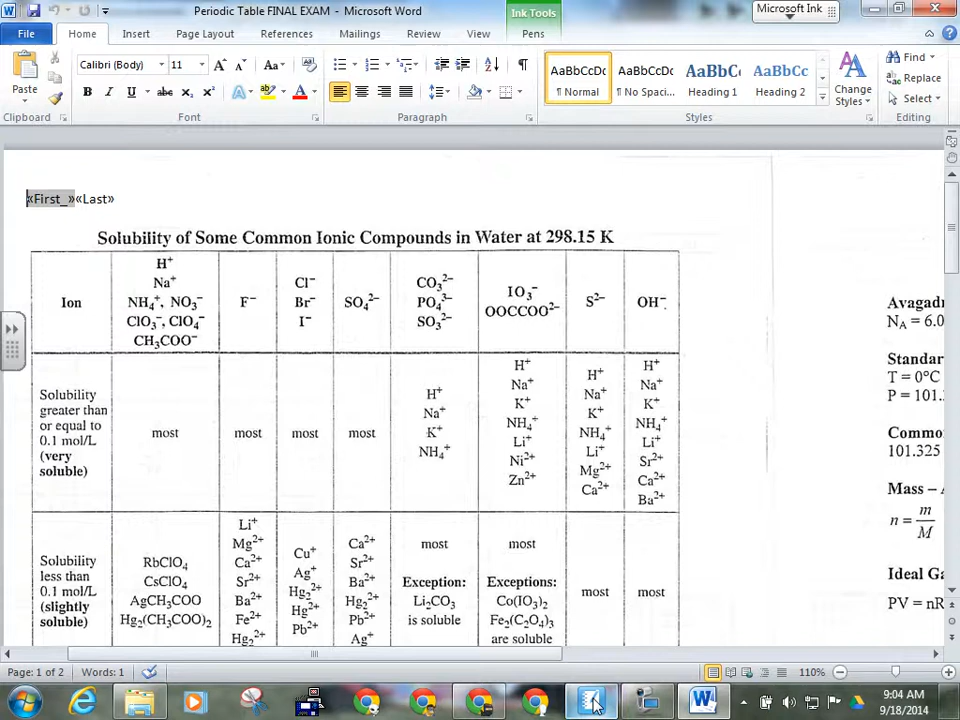 Periodic Table FINAL EXAM - Microsoft Word
Ink Tools
Microsoft Ink
File
Home
Insert
Page Layout
References
Mailings
Review
View
Pens
Paste
Clipboard
Calibri (Body)
11
Font
Paragraph
AaBbCcDc
¶ Normal
AaBbCcDc
¶ No Spaci...
AaBbCc
Heading 1
AaBbCc
Heading 2
Change
Styles
Styles
Find
Replace
Select
Editing
«First_»«Last»
Solubility of Some Common Ionic Compounds in Water at 298.15 K
Ion
H⁺
Na⁺
NH₄⁺, NO₃⁻
ClO₃⁻, ClO₄⁻
CH₃COO⁻
F⁻
Cl⁻
Br⁻
I⁻
SO₄²⁻
CO₃²⁻
PO₄³⁻
SO₃²⁻
IO₃⁻
OOCCOO²⁻
S²⁻
OH⁻
Solubility
greater than
or equal to
0.1 mol/L
(very
soluble)
most
most
most
most
H⁺
Na⁺
K⁺
NH₄⁺
H⁺
Na⁺
K⁺
NH₄⁺
Li⁺
Ni²⁺
Zn²⁺
H⁺
Na⁺
K⁺
NH₄⁺
Li⁺
Mg²⁺
Ca²⁺
H⁺
Na⁺
K⁺
NH₄⁺
Li⁺
Sr²⁺
Ca²⁺
Ba²⁺
Solubility
less than
0.1 mol/L
(slightly
soluble)
RbClO₄
CsClO₄
AgCH₃COO
Hg₂(CH₃COO)₂
Li⁺
Mg²⁺
Ca²⁺
Sr²⁺
Ba²⁺
Fe²⁺
Hg₂²⁺
Cu⁺
Ag⁺
Hg₂²⁺
Hg²⁺
Pb²⁺
Ca²⁺
Sr²⁺
Ba²⁺
Hg₂²⁺
Pb²⁺
Ag⁺
most
Exception:
Li₂CO₃
is soluble
most
Exceptions:
Co(IO₃)₂
Fe₂(C₂O₄)₃
are soluble
most
most
Avagad
N_A = 6.0
Standar
T = 0°C
P = 101.
Common
101.325
Mass –
n = m/M
Ideal Ga
PV = nR
Page: 1 of 2
Words: 1
110%
9:04 AM
9/18/2014